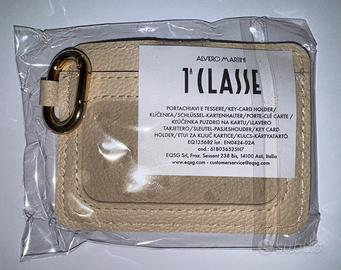 ALVIERO MARTINI
1ª CLASSE
PORTACHIAVI E TESSERE/KEY-CARD HOLDER/
KLÍČENKA/SCHLÜSSEL-KARTENHALTER/PORTE-CLÉ CARTE/
KĽÚČENKA PUZDRO NA KARTU/LLAVERO
TARJETERO/SLEUTEL-PASJESHOUDER/KEY CARD
HOLDER/ETUI ZA KLJUČ KARTICE/KULCS-KÁRTYATARTÓ
EQ135682 lot.: EN0424-02A
cod.: 61B036525H7
EQSG Srl, Fraz. Sessant 238 Bis, 14100 Asti, Italia
www.eqsg.com - customerservice@eqsg.com
subito